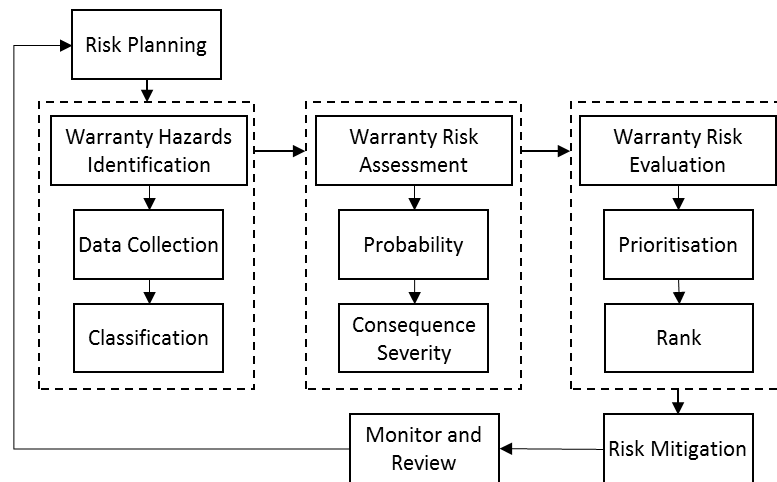 Risk Planning
Warranty Hazards
Identification
Data Collection
Classification
Warranty Risk
Assessment
Probability
Consequence
Severity
Warranty Risk
Evaluation
Prioritisation
Rank
Risk Mitigation
Monitor and
Review